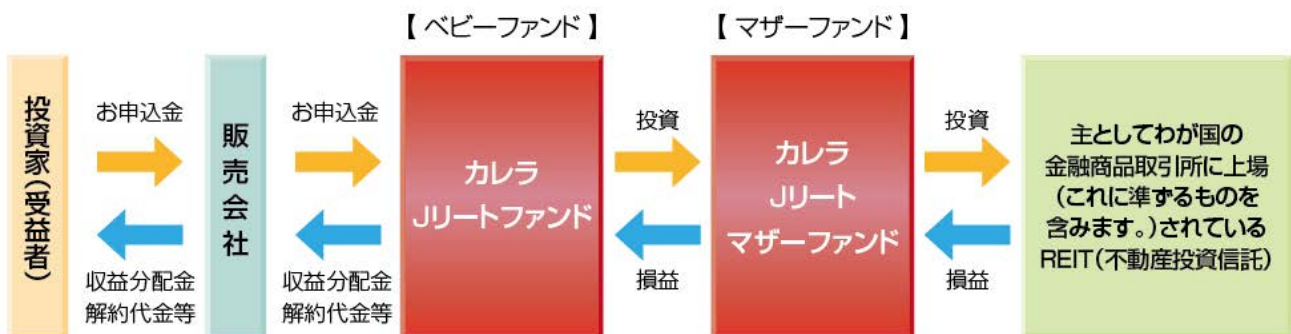 【 ベビーファンド 】
【 マザーファンド 】
投資家(受益者)
お申込金
収益分配金
解約代金等
販売会社
お申込金
収益分配金
解約代金等
カレラ
Jリートファンド
投資
損益
カレラ
Jリート
マザーファンド
投資
損益
主としてわが国の
金融商品取引所に上場
(これに準ずるものを
含みます。)されている
REIT(不動産投資信託)